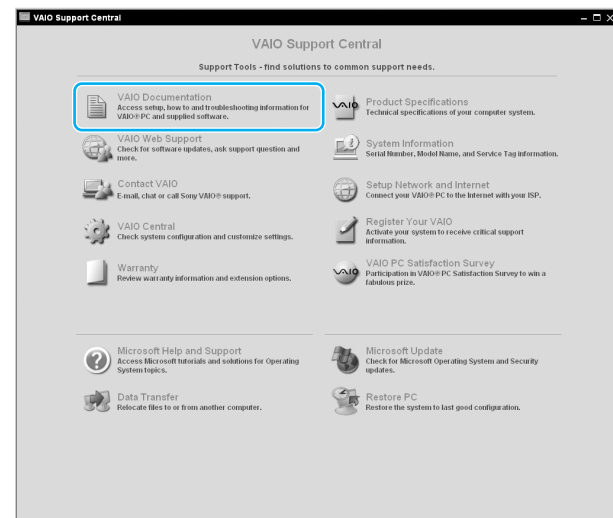 VAIO Support Central
VAIO Support Central
Support Tools - find solutions to common support needs.
VAIO Documentation
Access setup, how to and troubleshooting information for
VAIO® PC and supplied software.
VAIO Web Support
Check for software updates, ask support question and
more.
Contact VAIO
E-mail, chat or call Sony VAIO® support.
VAIO Central
Check system configuration and customize settings.
Warranty
Review warranty information and extension options.
VAIO
Product Specifications
Technical specifications of your computer system.
System Information
Serial Number, Model Name, and Service Tag information.
Setup Network and Internet
Connect your VAIO® PC to the Internet with your ISP.
Register Your VAIO
Activate your system to receive critical support
information.
VAIO
VAIO PC Satisfaction Survey
Participation in VAIO® PC Satisfaction Survey to win a
fabulous prize.
Microsoft Help and Support
Access Microsoft tutorials and solutions for Operating
System topics.
Data Transfer
Relocate files to or from another computer.
Microsoft Update
Check for Microsoft Operating System and Security
updates.
Restore PC
Restore the system to last good configuration.